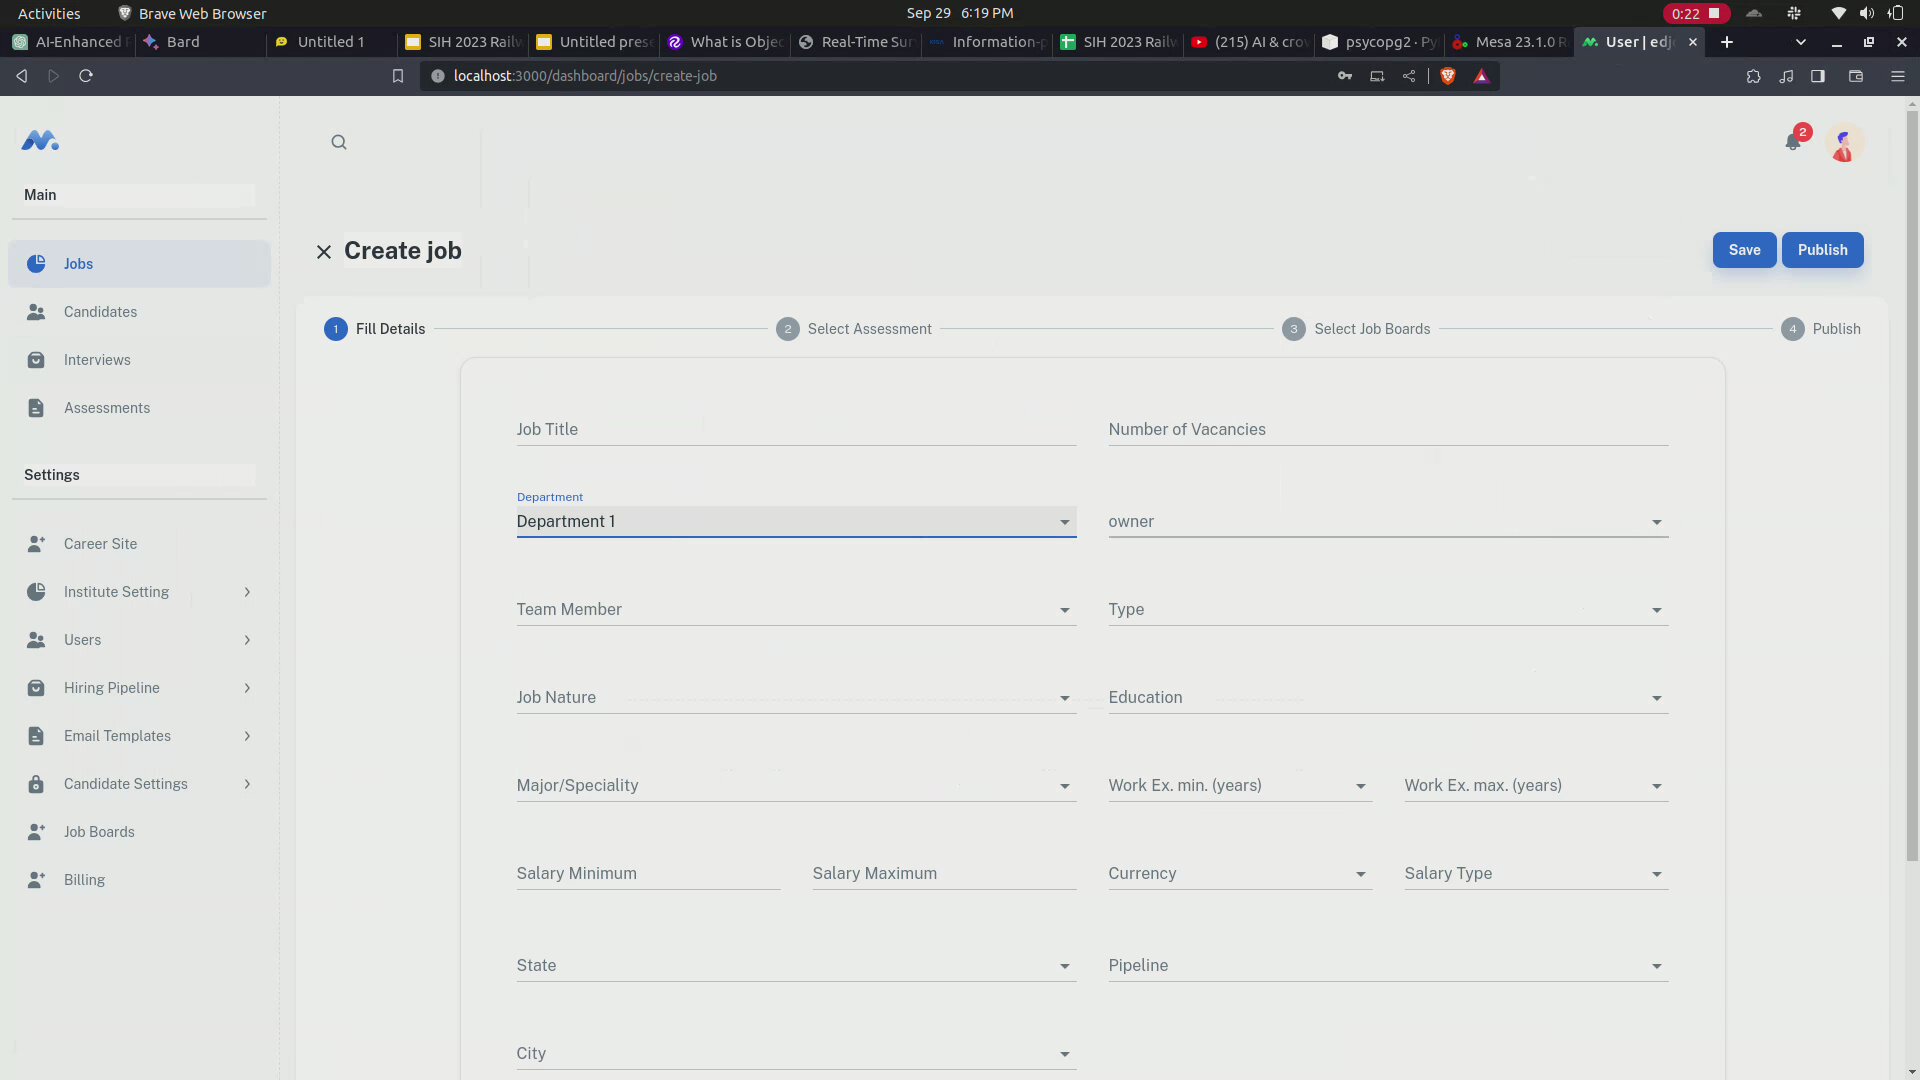 Activities
Brave Web Browser
Sep 29 6:19 PM
0:22
AI-Enhanced
Bard
Untitled 1
SIH 2023 Railw
Untitled prese
What is Objec
Real-Time Sur
Information-p
SIH 2023 Railw
(215) AI & crow
psycopg2 · Py
Mesa 23.1.0 R
User | edj
localhost:3000/dashboard/jobs/create-job
2
Main
Create job
Save
Publish
Jobs
Candidates
Interviews
Assessments
1 Fill Details
2 Select Assessment
3 Select Job Boards
4 Publish
Settings
Career Site
Institute Setting
Users
Hiring Pipeline
Email Templates
Candidate Settings
Job Boards
Billing
Job Title
Number of Vacancies
Department
Department 1
owner
Team Member
Type
Job Nature
Education
Major/Speciality
Work Ex. min. (years)
Work Ex. max. (years)
Salary Minimum
Salary Maximum
Currency
Salary Type
State
Pipeline
City